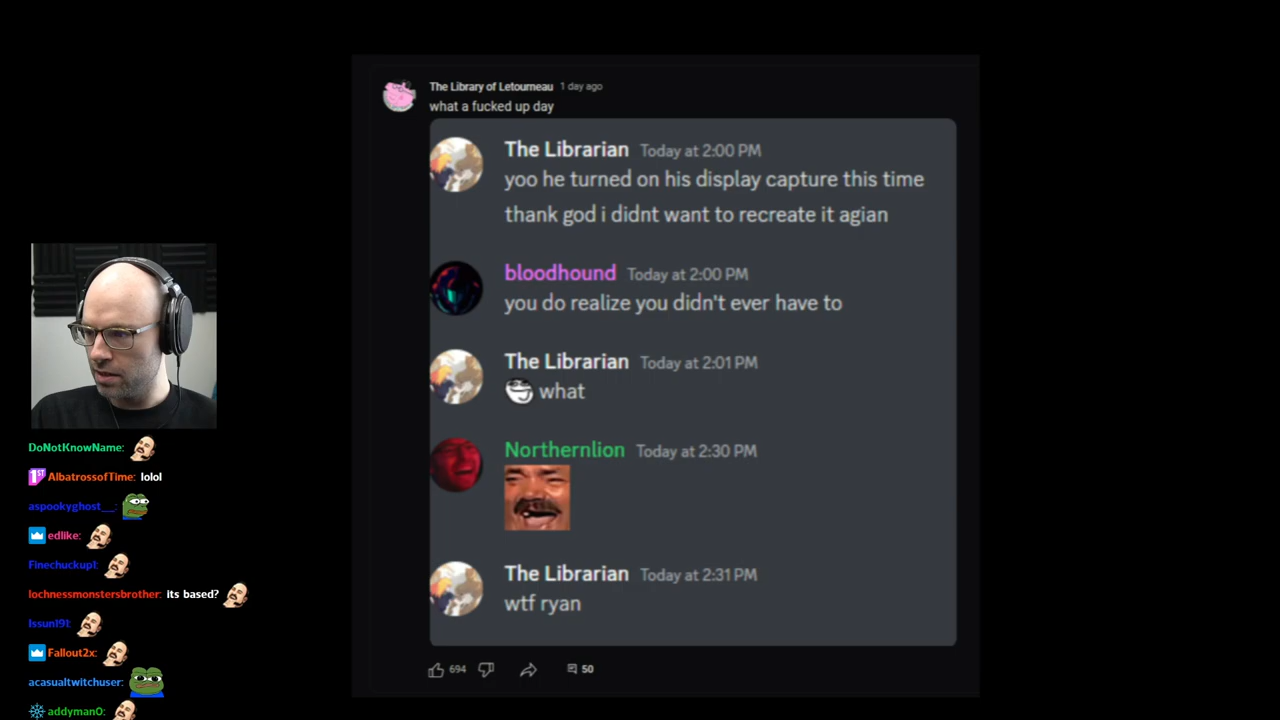 The Library of Letourneau 1 day ago
what a fucked up day
The Librarian Today at 2:00 PM
yoo he turned on his display capture this time
thank god i didnt want to recreate it agian
bloodhound Today at 2:00 PM
you do realize you didn't ever have to
The Librarian Today at 2:01 PM
what
Northernlion Today at 2:30 PM
The Librarian Today at 2:31 PM
wtf ryan
694 50
DoNotKnowName:
1ST AlbatrossofTime: lolol
aspookyghost__:
edlike:
Finechuckup1:
lochnessmonstersbrother: its based?
Issun191:
Fallout2x:
acasualtwitchuser:
addyman0: